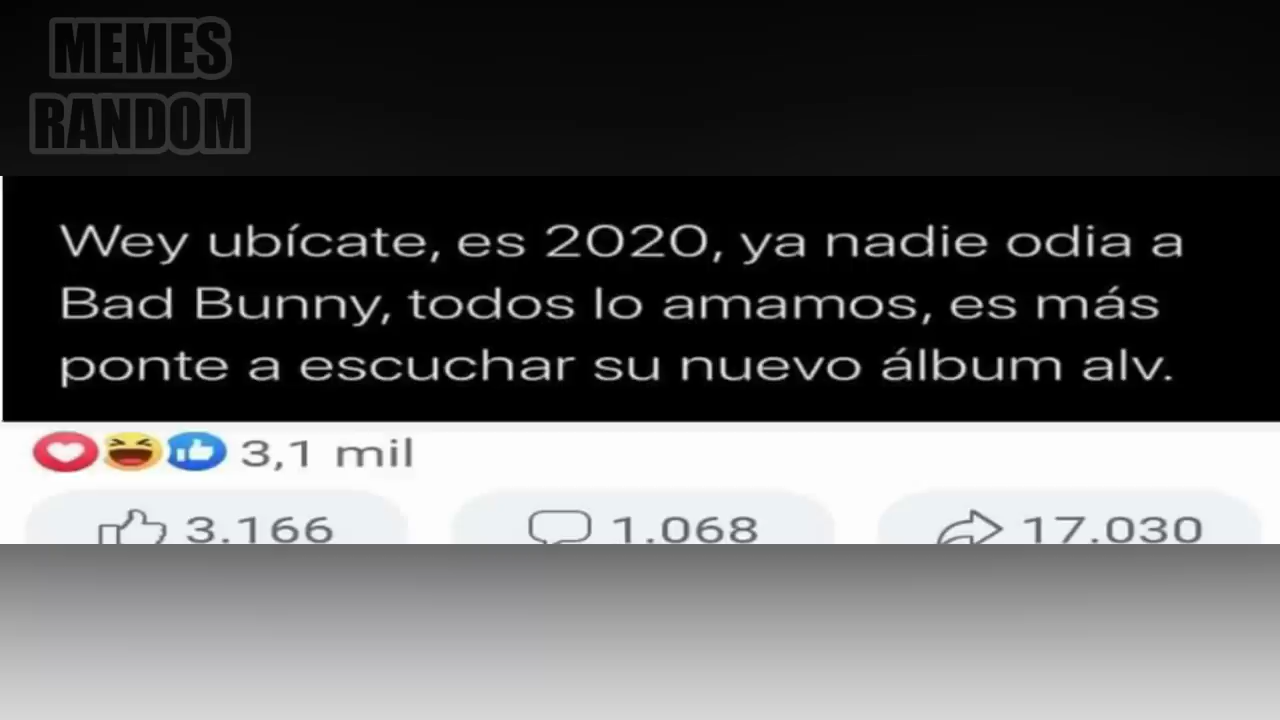 MEMES
RANDOM
Wey ubícate, es 2020, ya nadie odia a
Bad Bunny, todos lo amamos, es más
ponte a escuchar su nuevo álbum alv.
3,1 mil
3.166 1.068 17.030